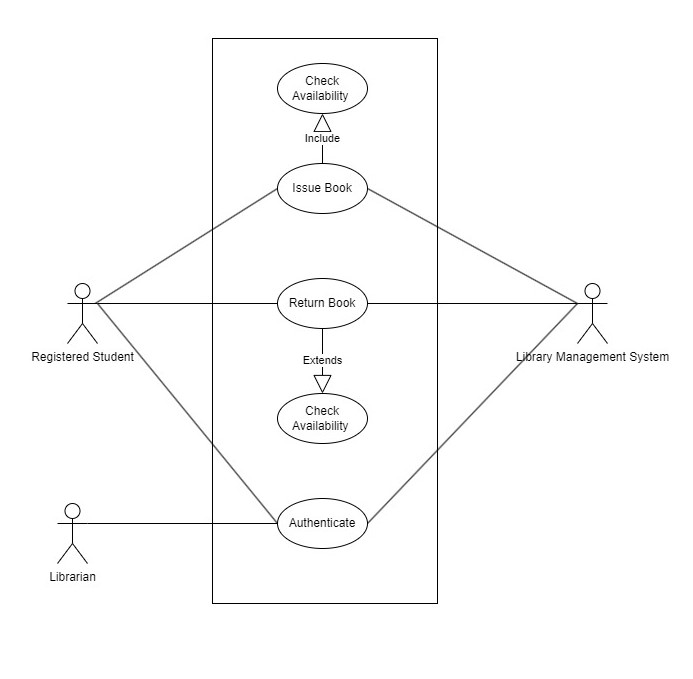 Check
Availability
Include
Issue Book
Return Book
Registered Student
Library Management System
Extends
Check
Availability
Authenticate
Librarian